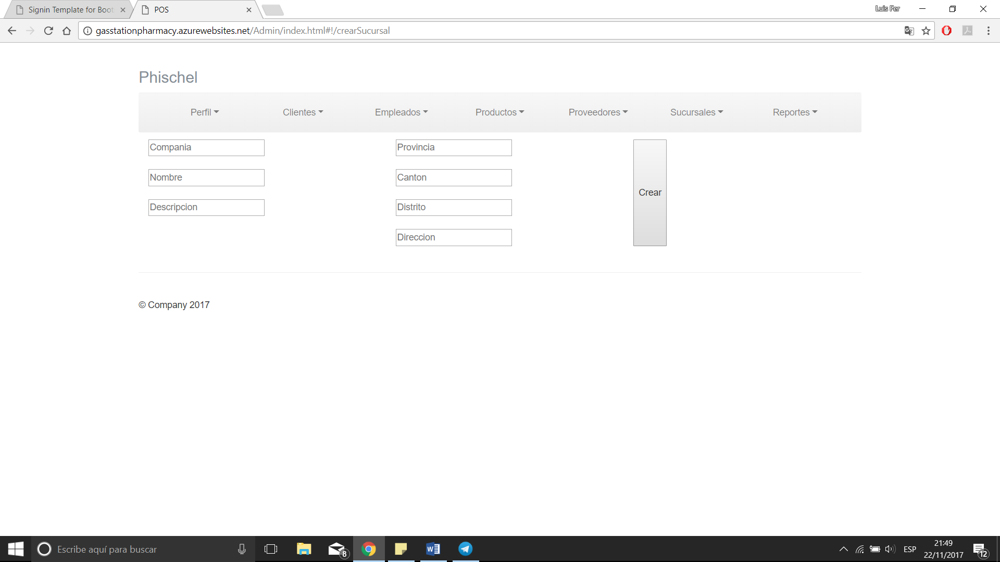 Signin Template for Boot
POS
Luis Fer
gasstationpharmacy.azurewebsites.net/Admin/index.html#!/crearSucursal
Phischel
Perfil Clientes Empleados Productos Proveedores Sucursales Reportes
Compania Provincia
Nombre Canton
Descripcion Distrito
Direccion
Crear
© Company 2017
Escribe aquí para buscar
8
ESP
21:49
22/11/2017
12